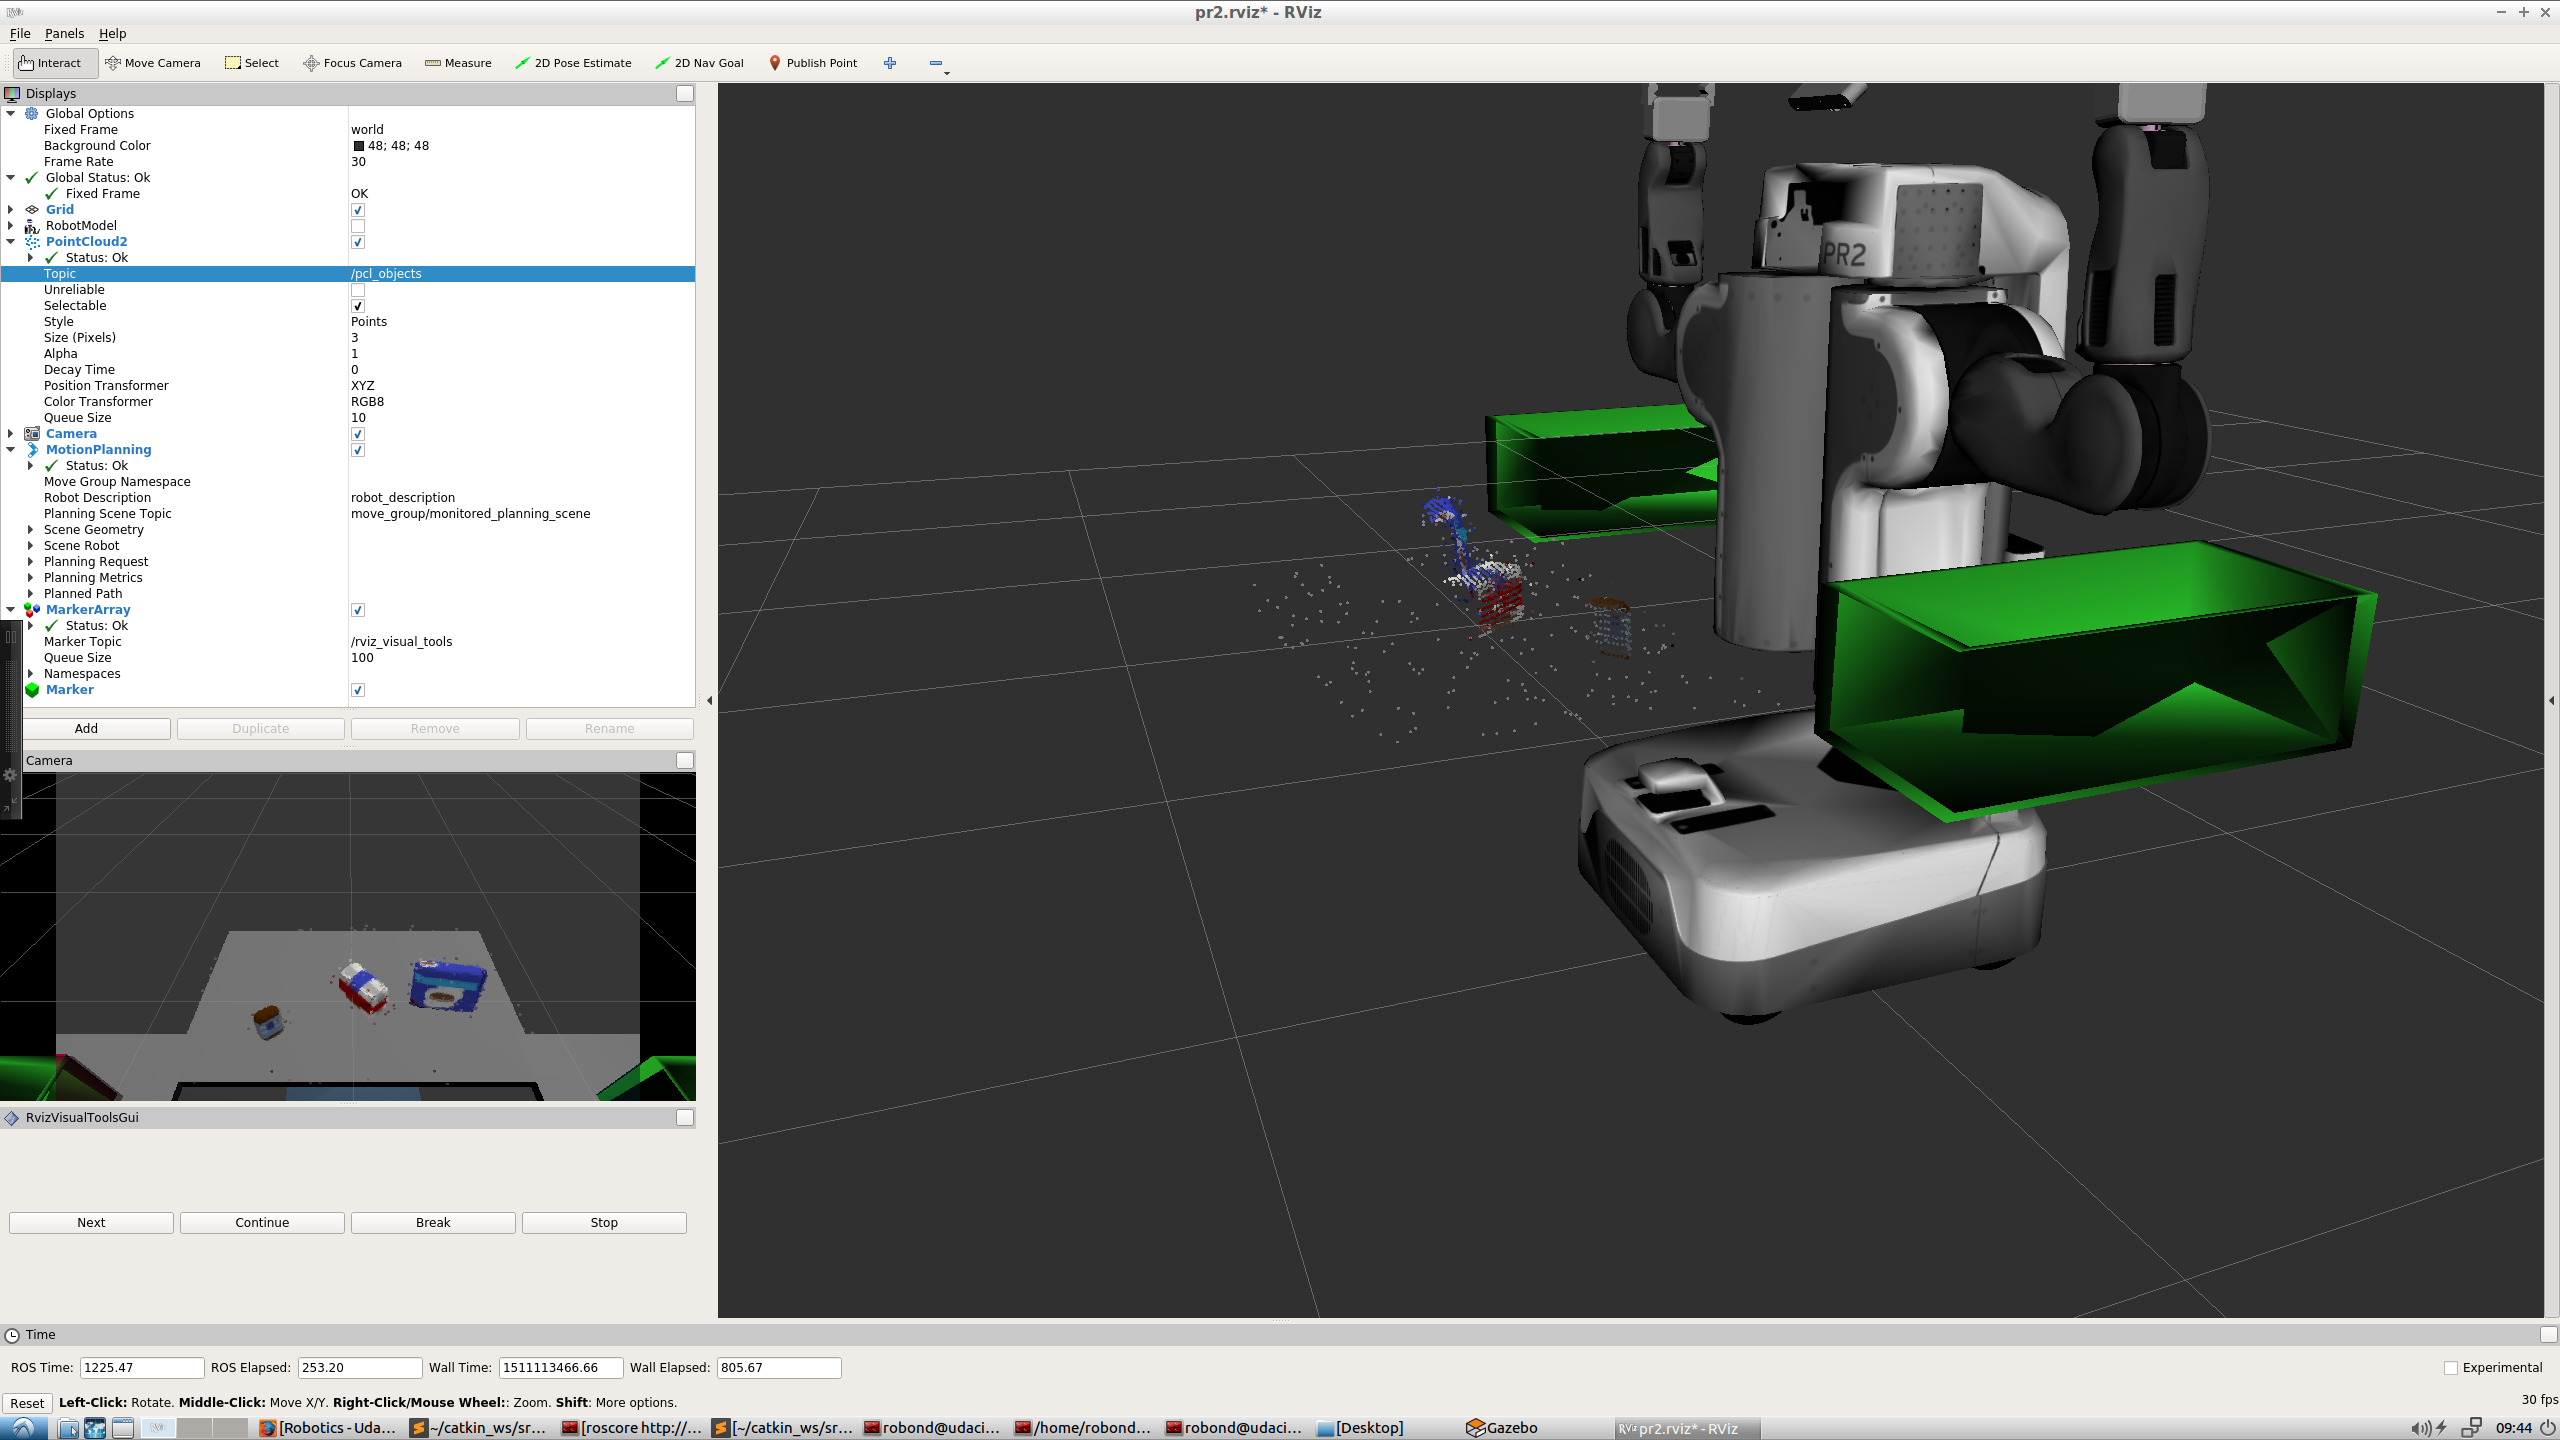 pr2.rviz* - RViz
File Panels Help
Interact Move Camera Select Focus Camera Measure 2D Pose Estimate 2D Nav Goal Publish Point
Displays
Global Options
Fixed Frame world
Background Color 48; 48; 48
Frame Rate 30
Global Status: Ok
Fixed Frame OK
Grid
RobotModel
PointCloud2
Status: Ok
Topic /pcl_objects
Unreliable
Selectable
Style Points
Size (Pixels) 3
Alpha 1
Decay Time 0
Position Transformer XYZ
Color Transformer RGB8
Queue Size 10
Camera
MotionPlanning
Status: Ok
Move Group Namespace
Robot Description robot_description
Planning Scene Topic move_group/monitored_planning_scene
Scene Geometry
Scene Robot
Planning Request
Planning Metrics
Planned Path
MarkerArray
Status: Ok
Marker Topic /rviz_visual_tools
Queue Size 100
Namespaces
Marker
Add Duplicate Remove Rename
Camera
RvizVisualToolsGui
Next Continue Break Stop
PR2
Time
ROS Time: 1225.47 ROS Elapsed: 253.20 Wall Time: 1511113466.66 Wall Elapsed: 805.67 Experimental
Reset Left-Click: Rotate. Middle-Click: Move X/Y. Right-Click/Mouse Wheel:: Zoom. Shift: More options. 30 fps
[Robotics - Uda... ~/catkin_ws/sr... [roscore http://... [~/catkin_ws/sr... robond@udaci... /home/robond... robond@udaci... [Desktop] Gazebo pr2.rviz* - RViz 09:44